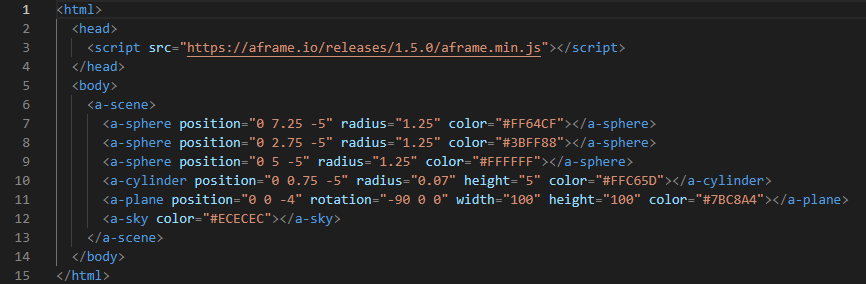 1 <html>
2 <head>
3 <script src="https://aframe.io/releases/1.5.0/aframe.min.js"></script>
4 </head>
5 <body>
6 <a-scene>
7 <a-sphere position="0 7.25 -5" radius="1.25" color="#FF64CF"></a-sphere>
8 <a-sphere position="0 2.75 -5" radius="1.25" color="#3BFF88"></a-sphere>
9 <a-sphere position="0 5 -5" radius="1.25" color="#FFFFFF"></a-sphere>
10 <a-cylinder position="0 0.75 -5" radius="0.07" height="5" color="#FFC65D"></a-cylinder>
11 <a-plane position="0 0 -4" rotation="-90 0 0" width="100" height="100" color="#7BC8A4"></a-plane>
12 <a-sky color="#ECECEC"></a-sky>
13 </a-scene>
14 </body>
15 </html>